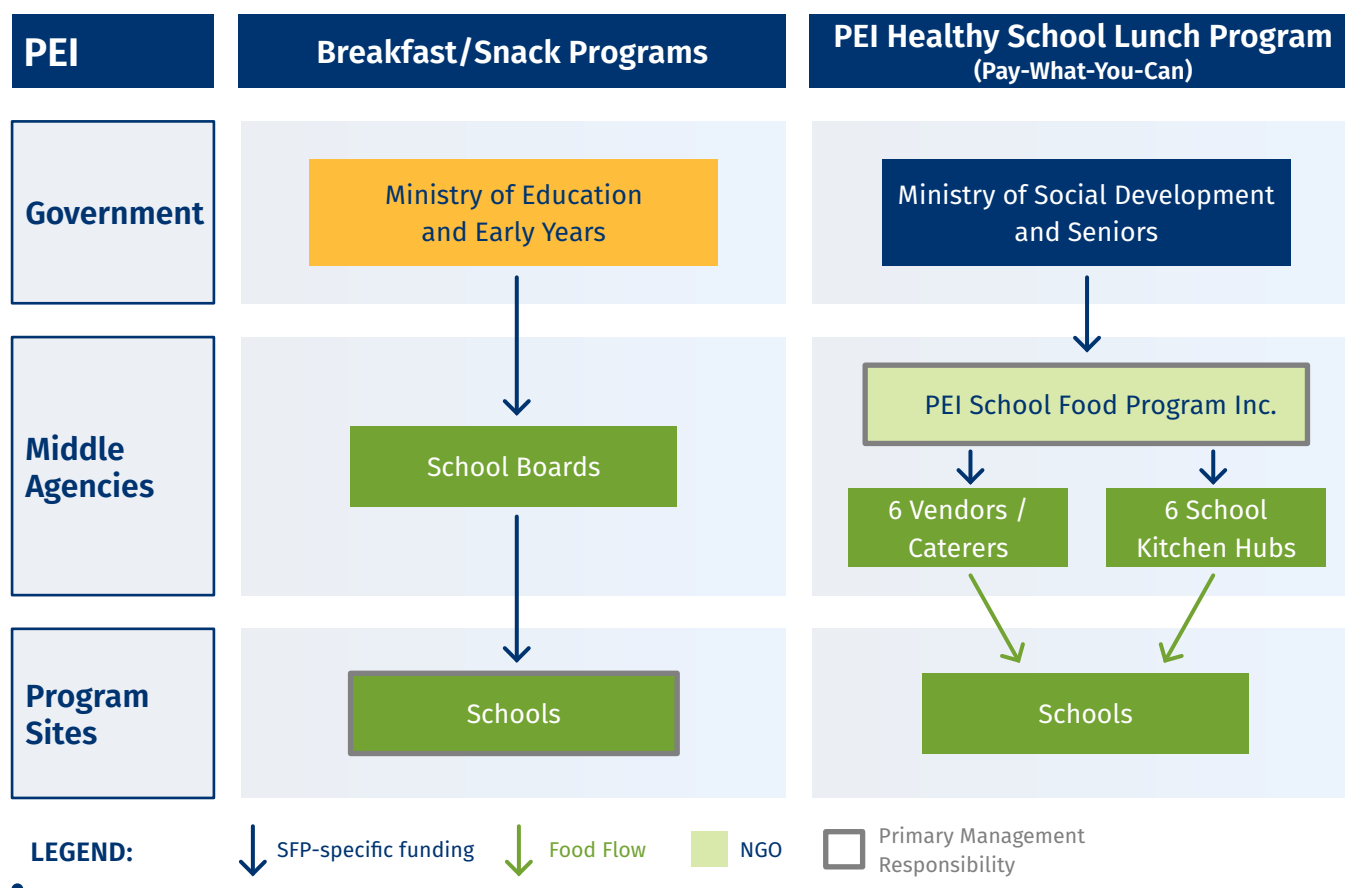 PEI
Breakfast/Snack Programs
PEI Healthy School Lunch Program
(Pay-What-You-Can)
Government
Ministry of Education
and Early Years
Ministry of Social Development
and Seniors
Middle
Agencies
School Boards
PEI School Food Program Inc.
6 Vendors /
Caterers
6 School
Kitchen Hubs
Program
Sites
Schools
Schools
LEGEND:
SFP-specific funding
Food Flow
NGO
Primary Management
Responsibility